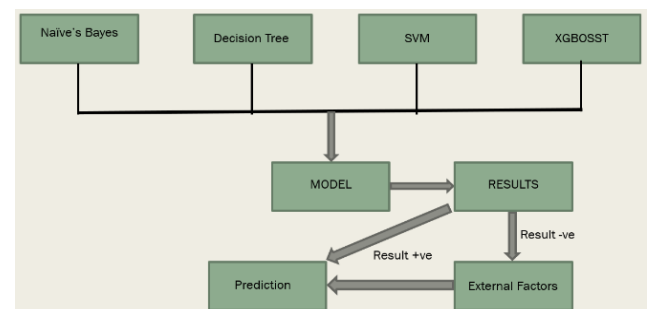 Naïve's Bayes
Decision Tree
SVM
XGBOSST
MODEL
RESULTS
Result +ve
Result -ve
Prediction
External Factors